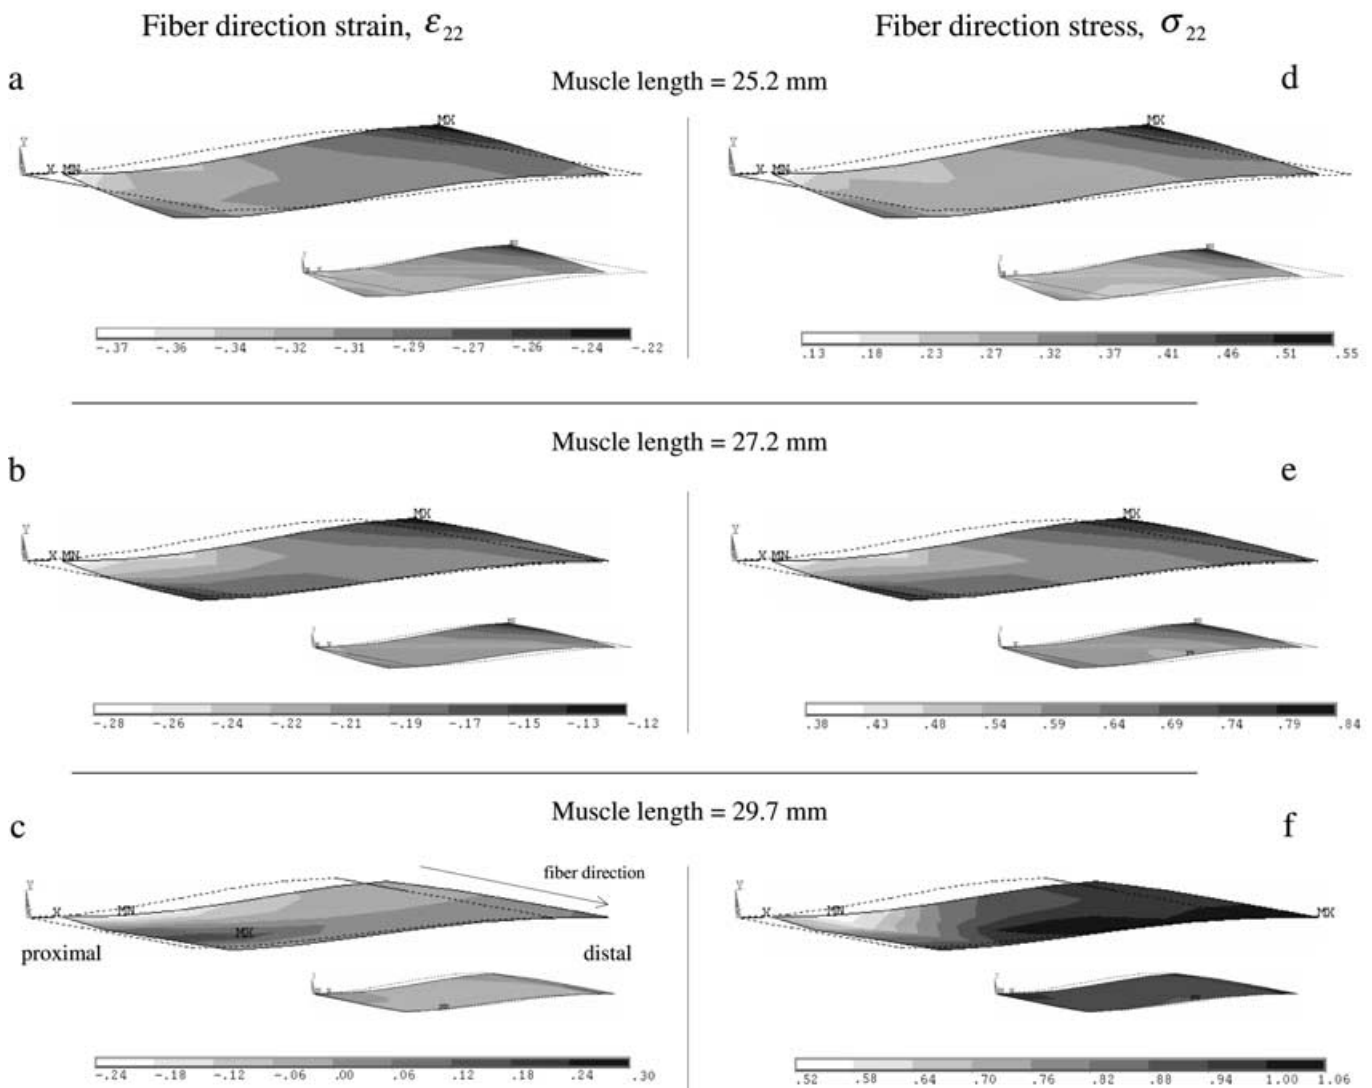 Fiber direction strain, ε22
Fiber direction stress, σ22
a
Muscle length = 25.2 mm
d
MX
Y
X MN
MX
Y
X MN
-.37 -.36 -.34 -.32 -.31 -.29 -.27 -.26 -.24 -.22
.13 .18 .23 .27 .32 .37 .41 .46 .51 .55
Muscle length = 27.2 mm
b
e
MX
Y
X MN
MX
Y
X MN
-.28 -.26 -.24 -.22 -.21 -.19 -.17 -.15 -.13 -.12
.38 .43 .48 .54 .59 .64 .69 .74 .79 .84
Muscle length = 29.7 mm
c
f
fiber direction
Y
X
MN
MX
proximal
distal
Y
X
MN
MX
-.24 -.18 -.12 -.06 .00 .06 .12 .18 .24 .30
.52 .58 .64 .70 .76 .82 .88 .94 1.00 1.06